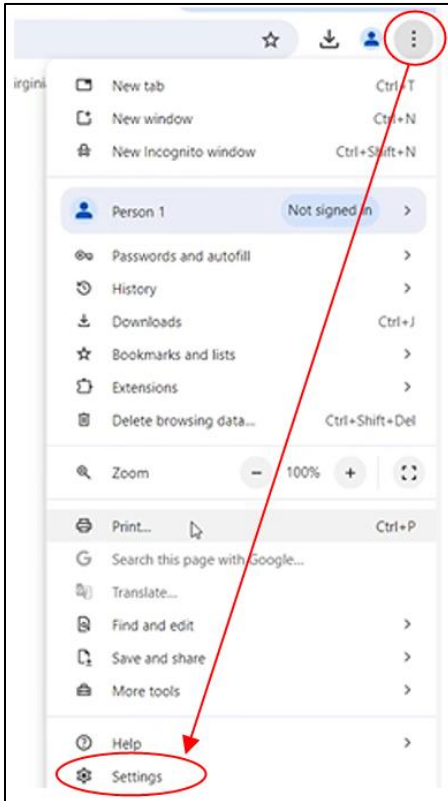 irgini
New tab Ctrl+T
New window Ctrl+N
New Incognito window Ctrl+Shift+N
Person 1 Not signed in
Passwords and autofill
History
Downloads Ctrl+J
Bookmarks and lists
Extensions
Delete browsing data... Ctrl+Shift+Del
Zoom - 100% +
Print... Ctrl+P
Search this page with Google...
Translate...
Find and edit
Save and share
More tools
Help
Settings